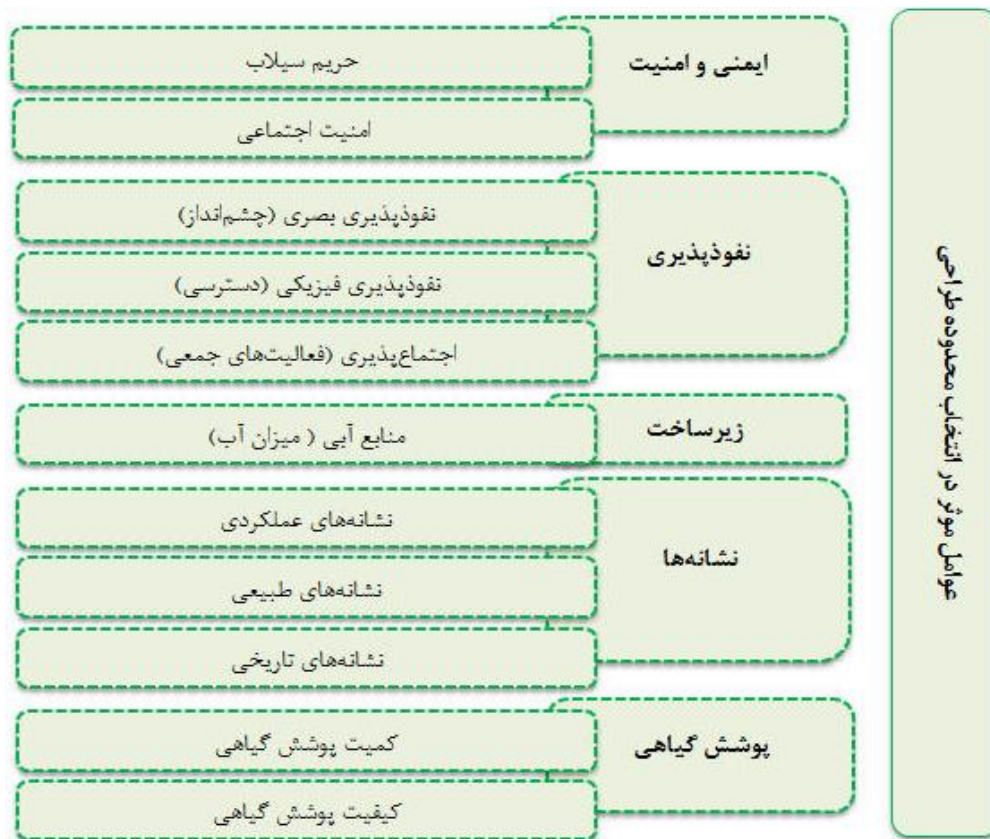 عوامل موثر در انتخاب محدوده طراحی
ایمنی و امنیت
حریم سیلاب
امنیت اجتماعی
نفوذپذیری
نفوذپذیری بصری (چشم‌انداز)
نفوذپذیری فیزیکی (دسترسی)
اجتماع‌پذیری (فعالیت‌های جمعی)
زیرساخت
منابع آبی ( میزان آب)
نشانه‌ها
نشانه‌های عملکردی
نشانه‌های طبیعی
نشانه‌های تاریخی
پوشش گیاهی
کمیت پوشش گیاهی
کیفیت پوشش گیاهی